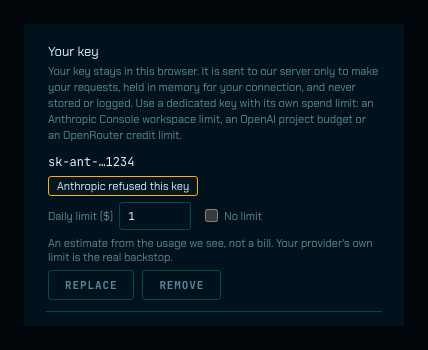 Your key
Your key stays in this browser. It is sent to our server only to make
your requests, held in memory for your connection, and never
stored or logged. Use a dedicated key with its own spend limit: an
Anthropic Console workspace limit, an OpenAI project budget or
an OpenRouter credit limit.
sk-ant-…1234
Anthropic refused this key
Daily limit ($) 1 No limit
An estimate from the usage we see, not a bill. Your provider's own
limit is the real backstop.
REPLACE REMOVE